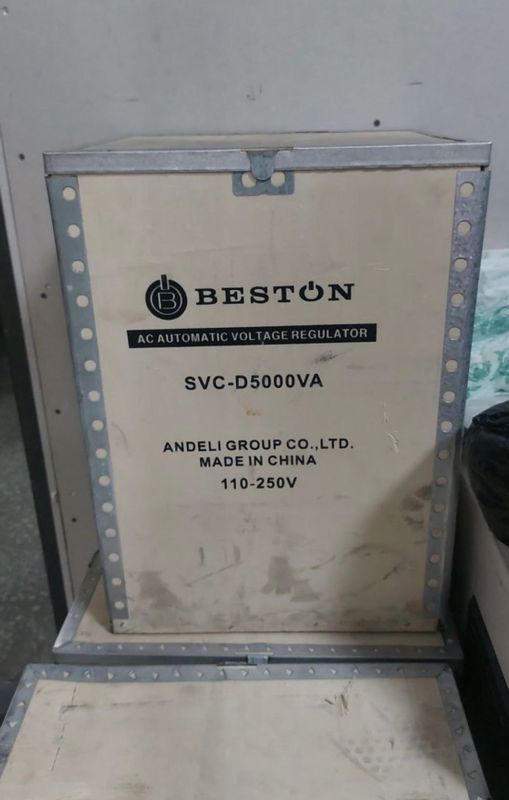 B BESTON
AC AUTOMATIC VOLTAGE REGULATOR
SVC-D5000VA
ANDELI GROUP CO.,LTD.
MADE IN CHINA
110-250V